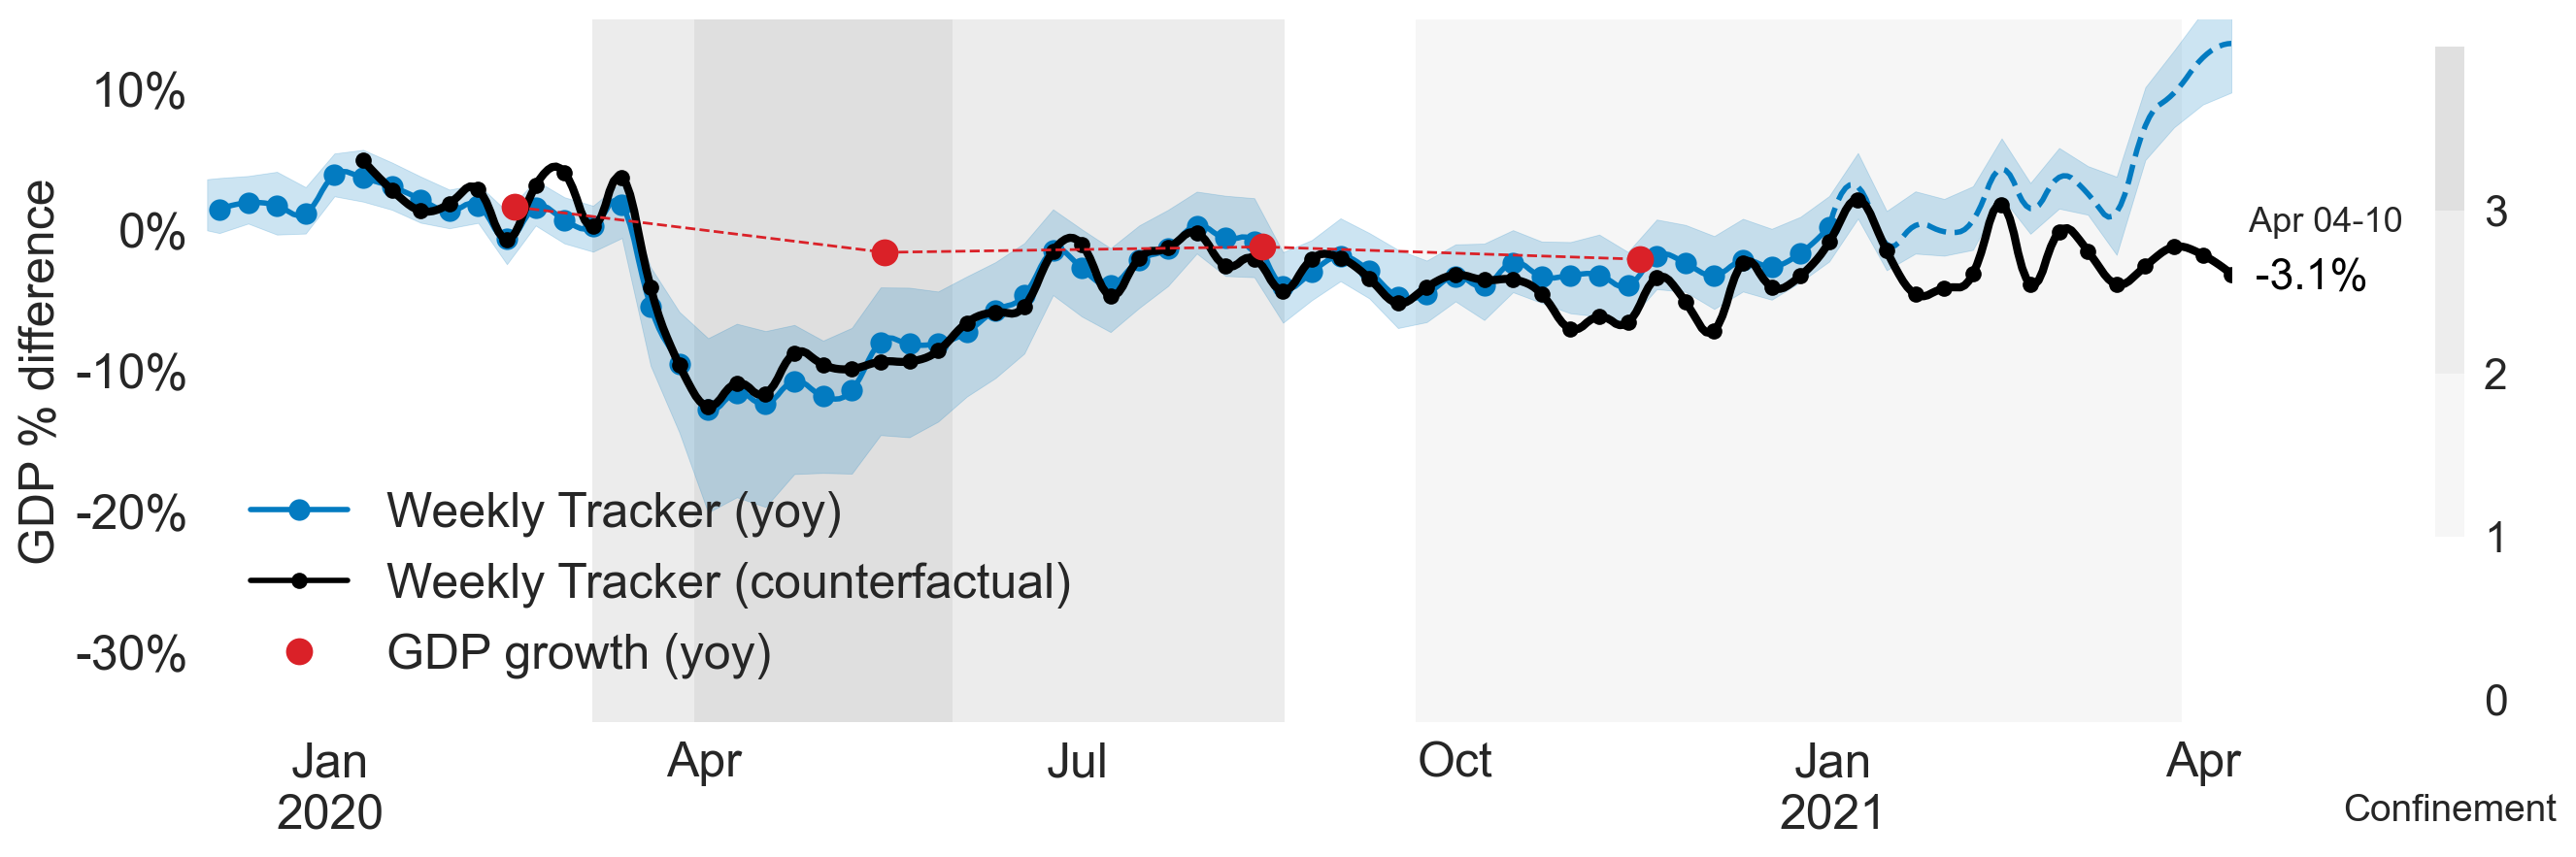 GDP % difference
10%
0%
-10%
-20%
-30%
Weekly Tracker (yoy)
Weekly Tracker (counterfactual)
GDP growth (yoy)
Jan
2020
Apr
Jul
Oct
Jan
2021
Apr
Apr 04-10
-3.1%
3
2
1
0
Confinement